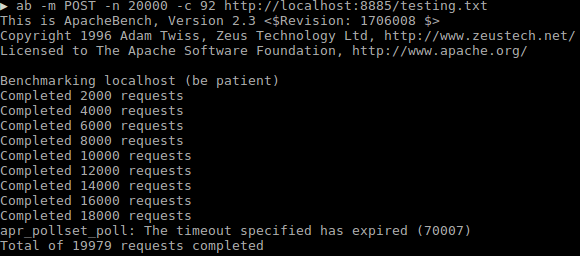 ▶ ab -m POST -n 20000 -c 92 http://localhost:8885/testing.txt
This is ApacheBench, Version 2.3 <$Revision: 1706008 $>
Copyright 1996 Adam Twiss, Zeus Technology Ltd, http://www.zeustech.net/
Licensed to The Apache Software Foundation, http://www.apache.org/
Benchmarking localhost (be patient)
Completed 2000 requests
Completed 4000 requests
Completed 6000 requests
Completed 8000 requests
Completed 10000 requests
Completed 12000 requests
Completed 14000 requests
Completed 16000 requests
Completed 18000 requests
apr_pollset_poll: The timeout specified has expired (70007)
Total of 19979 requests completed